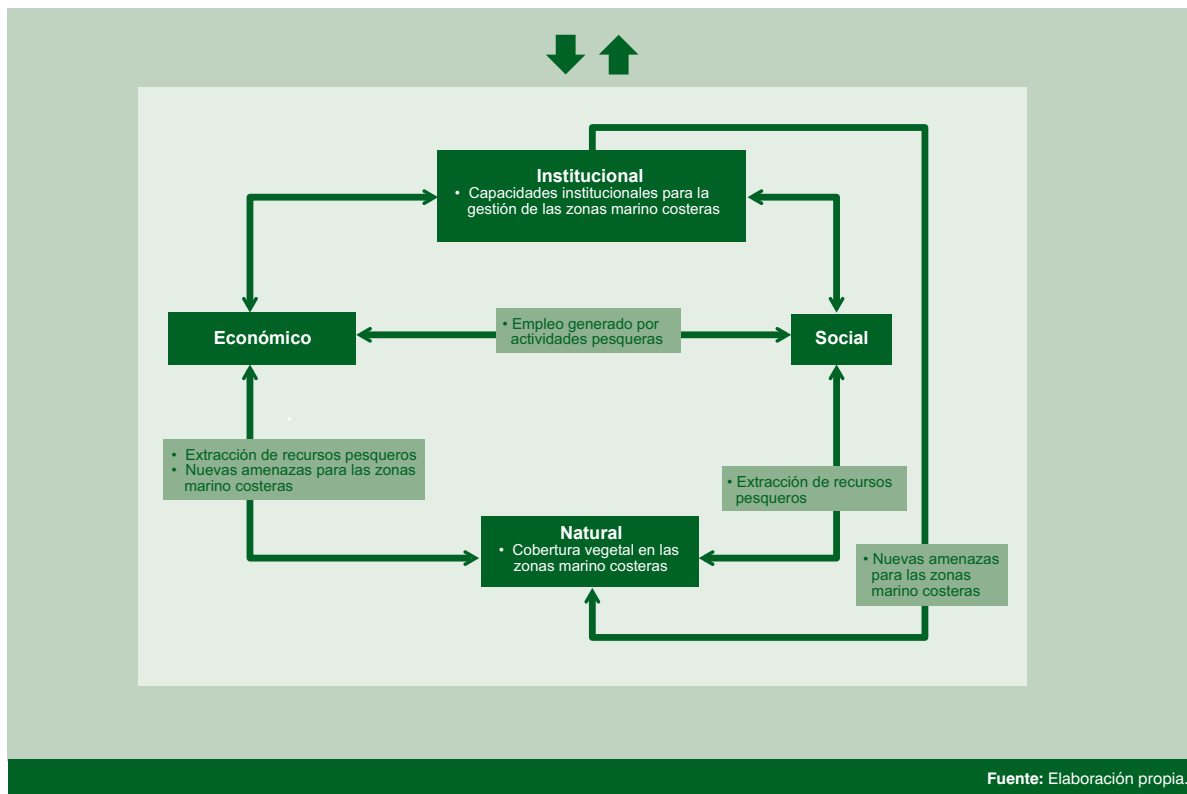 Institucional
• Capacidades institucionales para la
gestión de las zonas marino costeras
Económico
• Empleo generado por
actividades pesqueras
Social
• Extracción de recursos pesqueros
• Nuevas amenazas para las zonas
marino costeras
• Extracción de recursos
pesqueros
Natural
• Cobertura vegetal en las
zonas marino costeras
• Nuevas amenazas
para las zonas
marino costeras
Fuente: Elaboración propia.